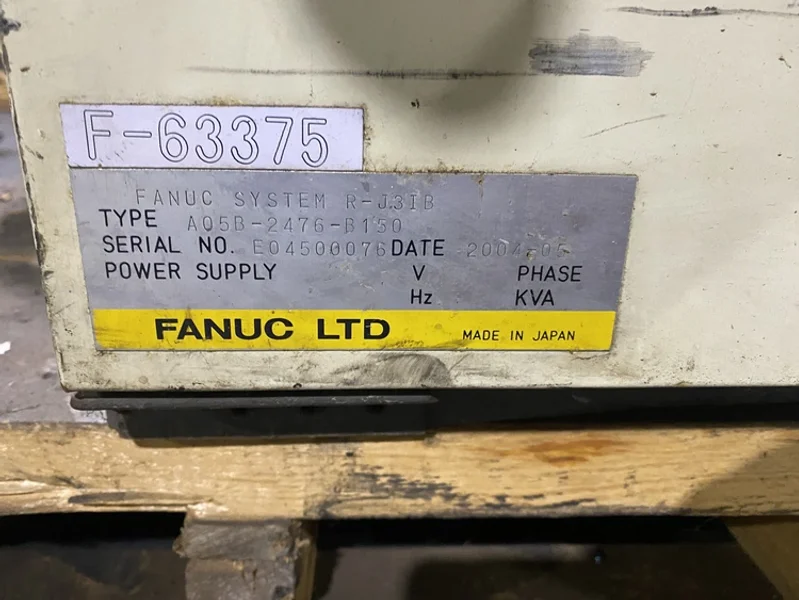 F-63375
FANUC SYSTEM R-J3IB
TYPE A05B-2476-B150
SERIAL NO. E04500076 DATE 2004-05
POWER SUPPLY V PHASE
Hz KVA
FANUC LTD MADE IN JAPAN